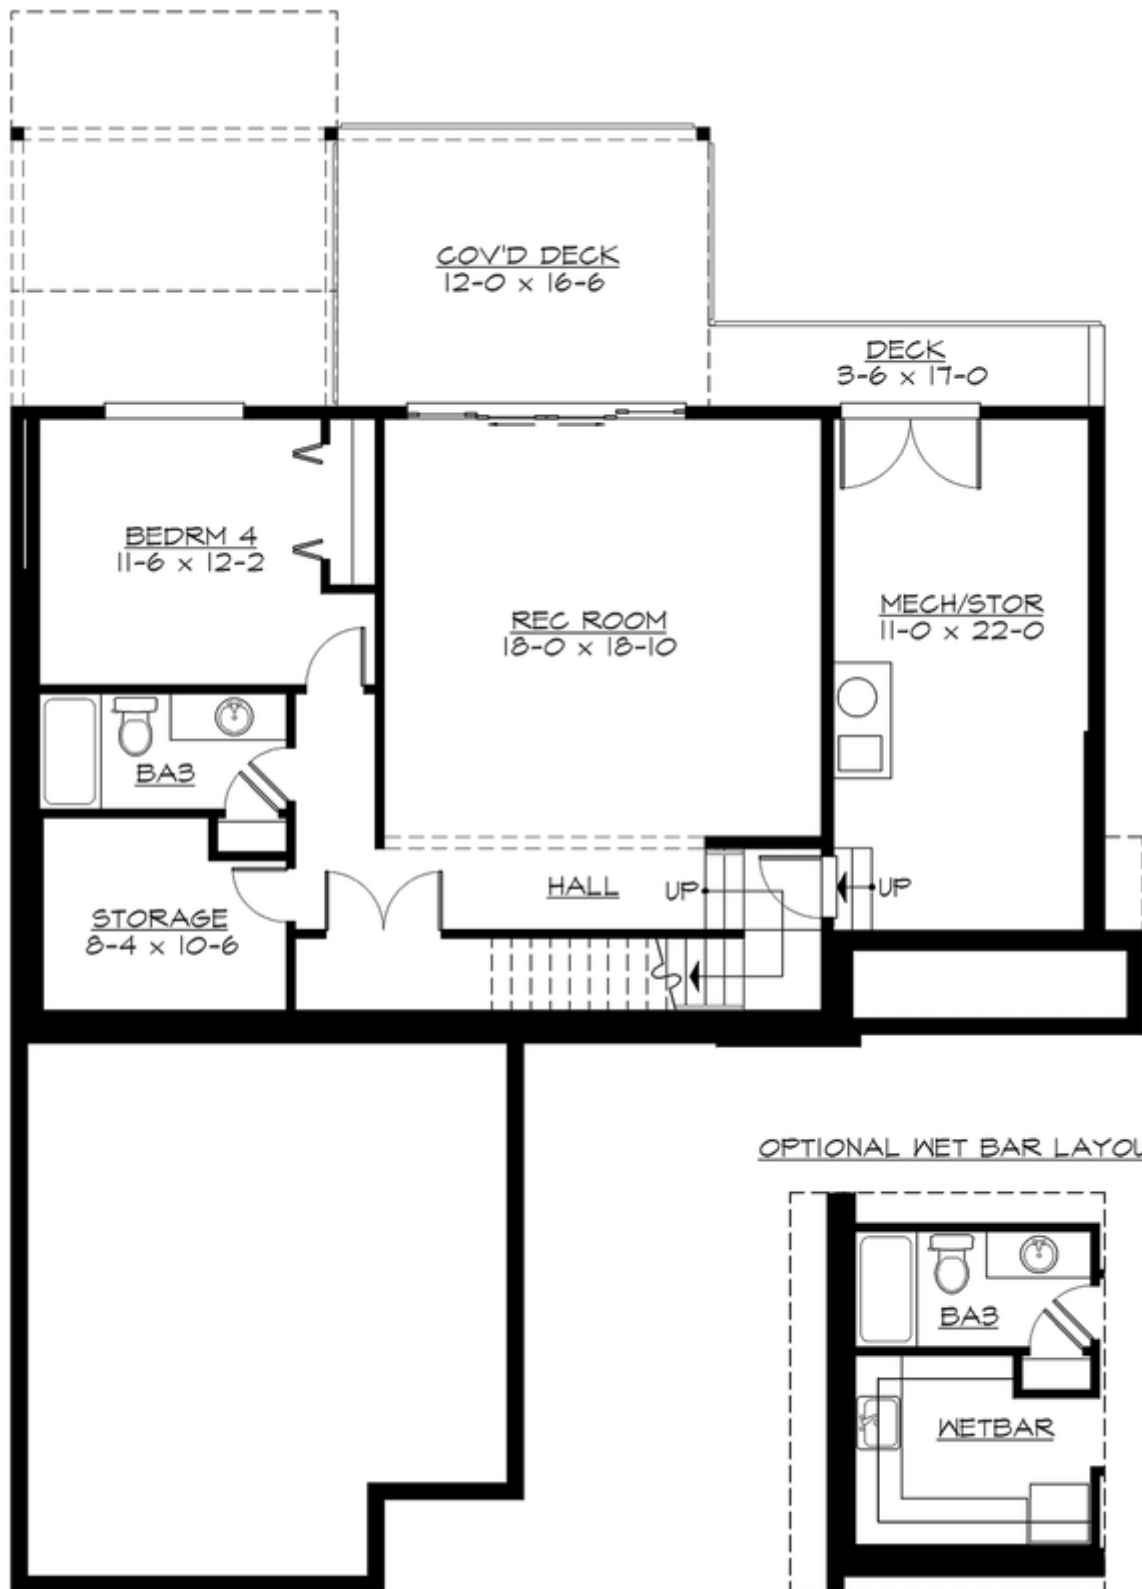 COV'D DECK
12-0 x 16-6
DECK
3-6 x 17-0
BEDRM 4
11-6 x 12-2
REC ROOM
18-0 x 18-10
MECH/STOR
11-0 x 22-0
BA3
HALL
UP
UP
STORAGE
8-4 x 10-6
OPTIONAL WET BAR LAYOU
BA3
WETBAR